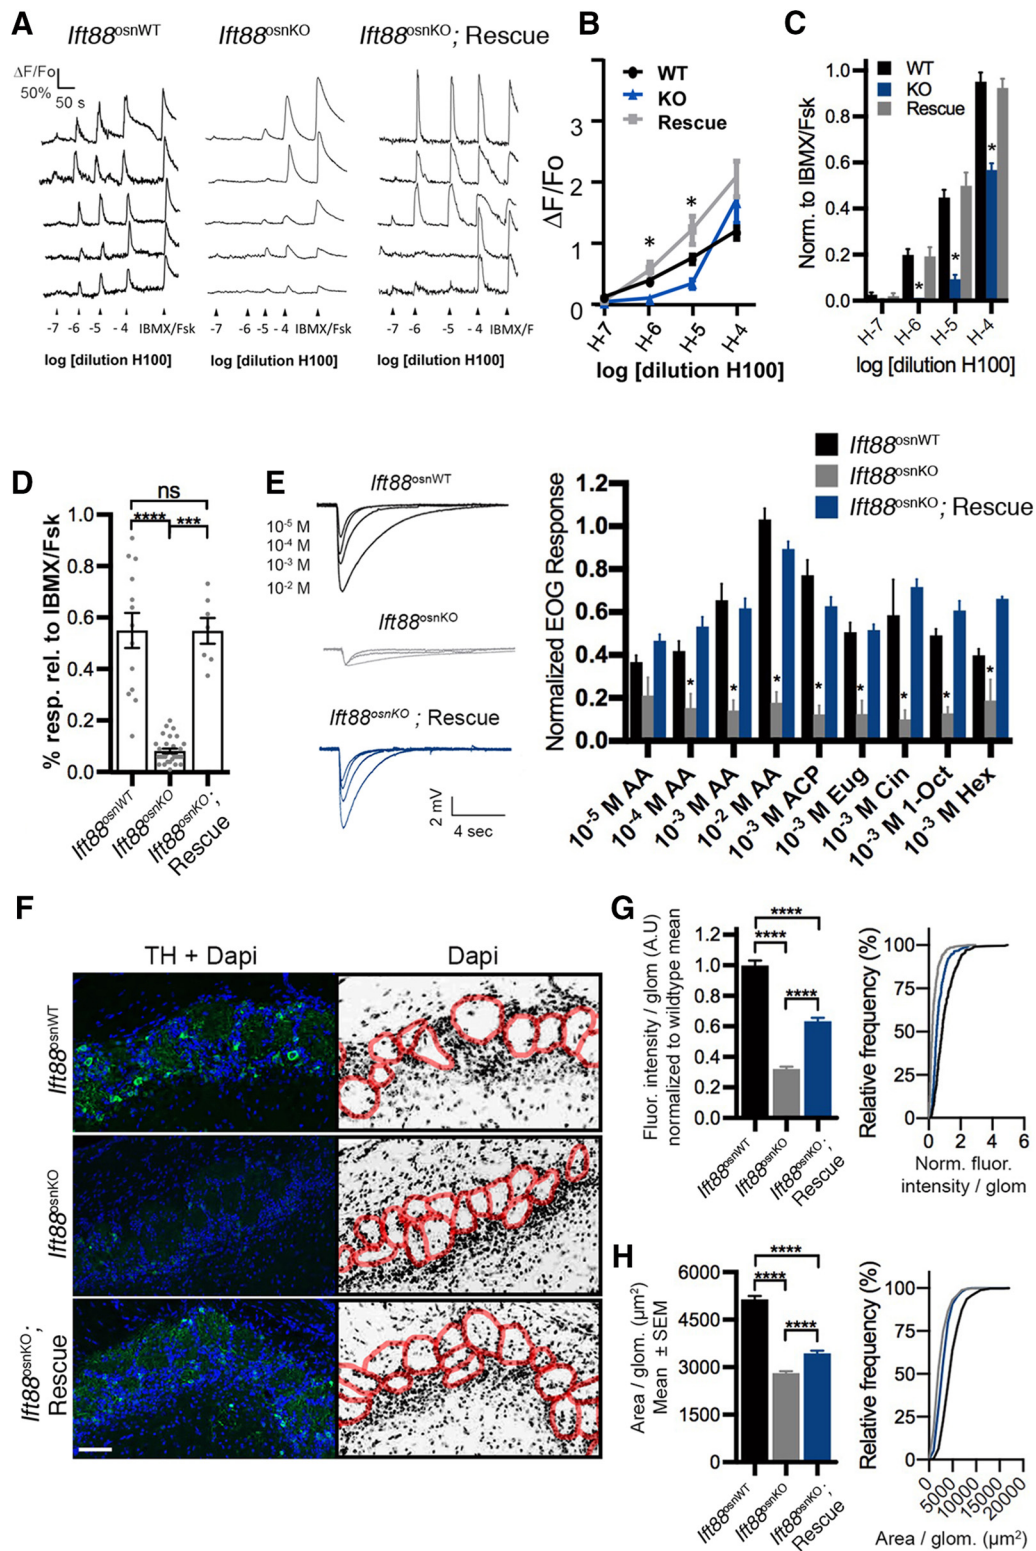 A
Ift88osnWT
Ift88osnKO
Ift88osnKO; Rescue
ΔF/Fo
50%
50 s
-7 -6 -5 -4 IBMX/Fsk
-7 -6 -5 -4 IBMX/Fsk
-7 -6 -5 -4 IBMX/F
log [dilution H100]
log [dilution H100]
log [dilution H100]
B
WT
KO
Rescue
ΔF/Fo
3
2
1
0
*
*
H-7
H-6
H-5
H-4
log [dilution H100]
C
WT
KO
Rescue
Norm. to IBMX/Fsk
1.0
0.8
0.6
0.4
0.2
0.0
*
*
*
H-7
H-6
H-5
H-4
log [dilution H100]
D
ns
****
***
% resp. rel. to IBMX/Fsk
1.0
0.8
0.6
0.4
0.2
0.0
Ift88osnWT
Ift88osnKO
Ift88osnKO;
Rescue
E
Ift88osnWT
10-5 M
10-4 M
10-3 M
10-2 M
Ift88osnKO
Ift88osnKO ; Rescue
2 mV
4 sec
Ift88osnWT
Ift88osnKO
Ift88osnKO; Rescue
Normalized EOG Response
1.2
1.0
0.8
0.6
0.4
0.2
0.0
*
*
*
*
*
*
*
*
10-5 M AA
10-4 M AA
10-3 M AA
10-2 M AA
10-3 M ACP
10-3 M Eug
10-3 M Cin
10-3 M 1-Oct
10-3 M Hex
F
TH + Dapi
Dapi
Ift88osnWT
Ift88osnKO
Ift88osnKO;
Rescue
G
Fluor. intensity / glom (A.U)
normalized to wildtype mean
1.2
1.0
0.8
0.6
0.4
0.2
0.0
****
****
****
Ift88osnWT
Ift88osnKO
Ift88osnKO;
Rescue
Relative frequency (%)
100
75
50
25
0
0 2 4 6
Norm. fluor.
intensity / glom
H
Area / glom. (µm²)
Mean ± SEM
6000
4500
3000
1500
0
****
****
****
Ift88osnWT
Ift88osnKO
Ift88osnKO;
Rescue
Relative frequency (%)
100
75
50
25
0
0
5000
10000
15000
20000
Area / glom. (µm²)